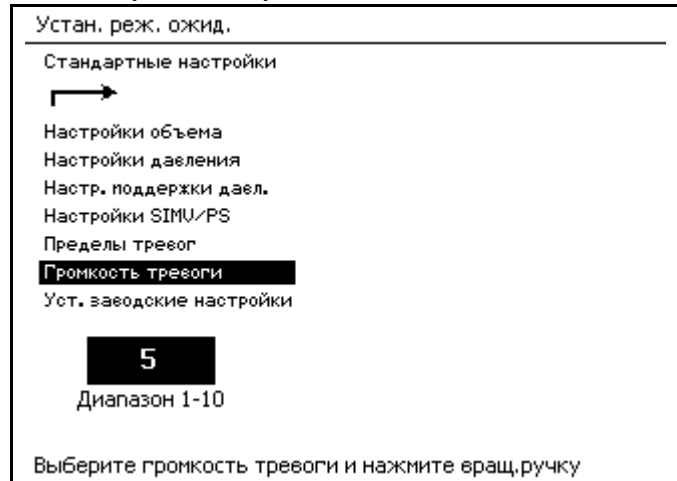 Устан. реж. ожид.
Стандартные настройки
Настройки объема
Настройки давления
Настр. поддержки давл.
Настройки SIMV/PS
Пределы тревог
Громкость тревоги
Уст. заводские настройки
5
Диапазон 1-10
Выберите громкость тревоги и нажмите вращ.ручку